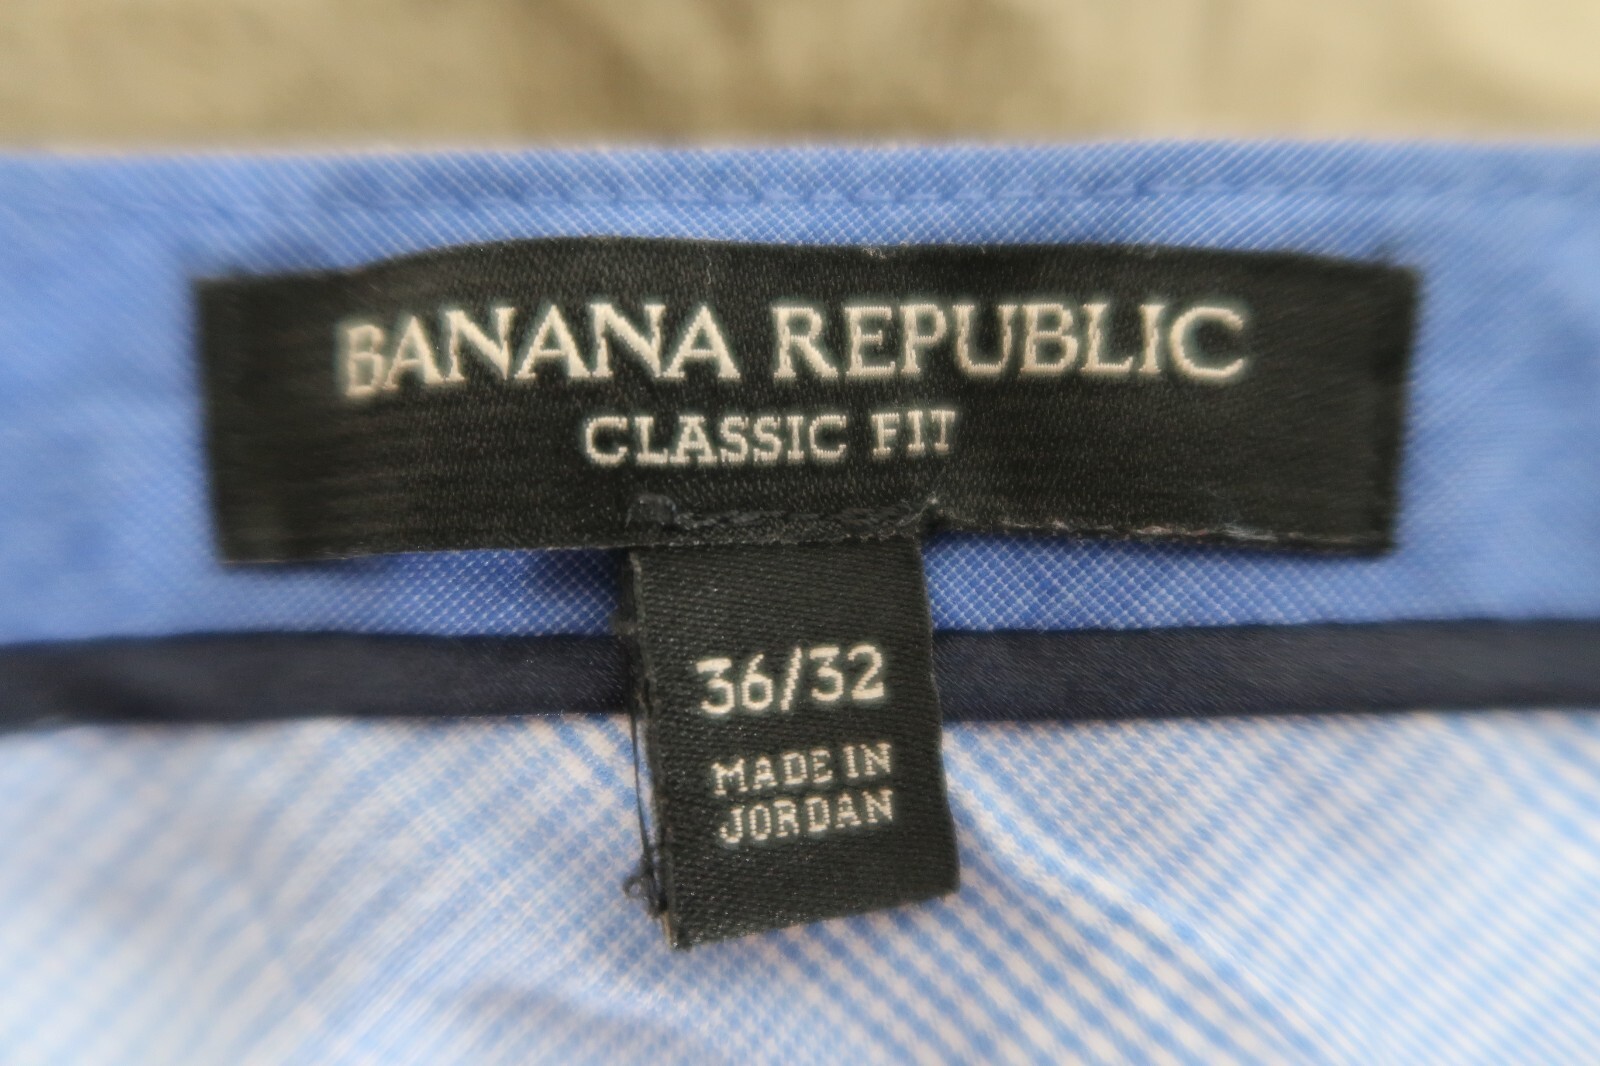 BANANA REPUBLIC
CLASSIC FIT
36/32
MADE IN
JORDAN